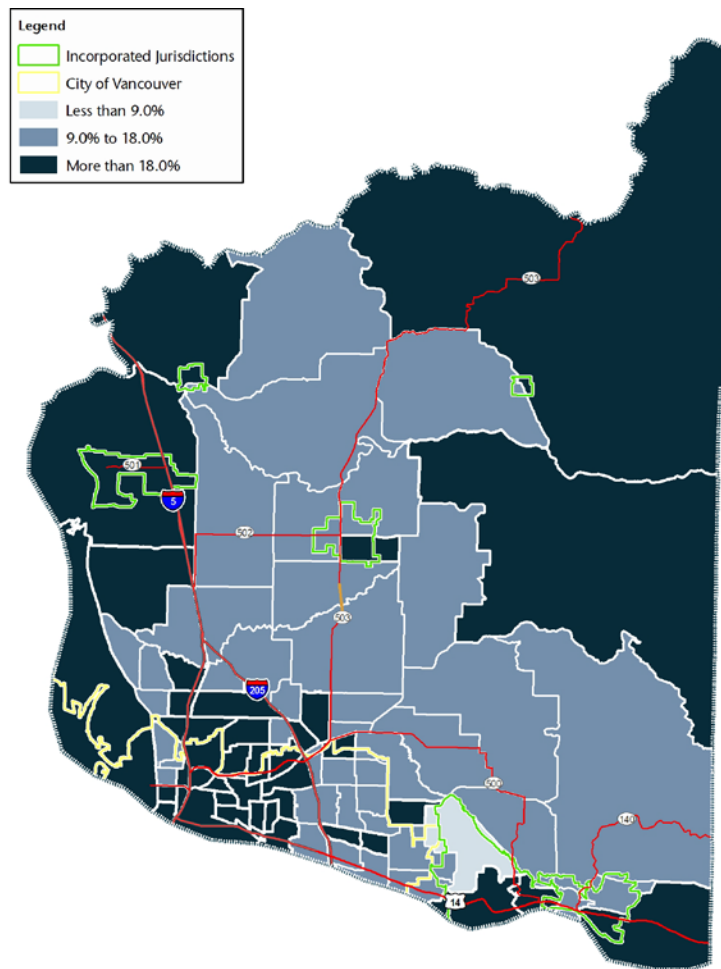 Legend
Incorporated Jurisdictions
City of Vancouver
Less than 9.0%
9.0% to 18.0%
More than 18.0%
503
501
5
502
503
205
500
140
14